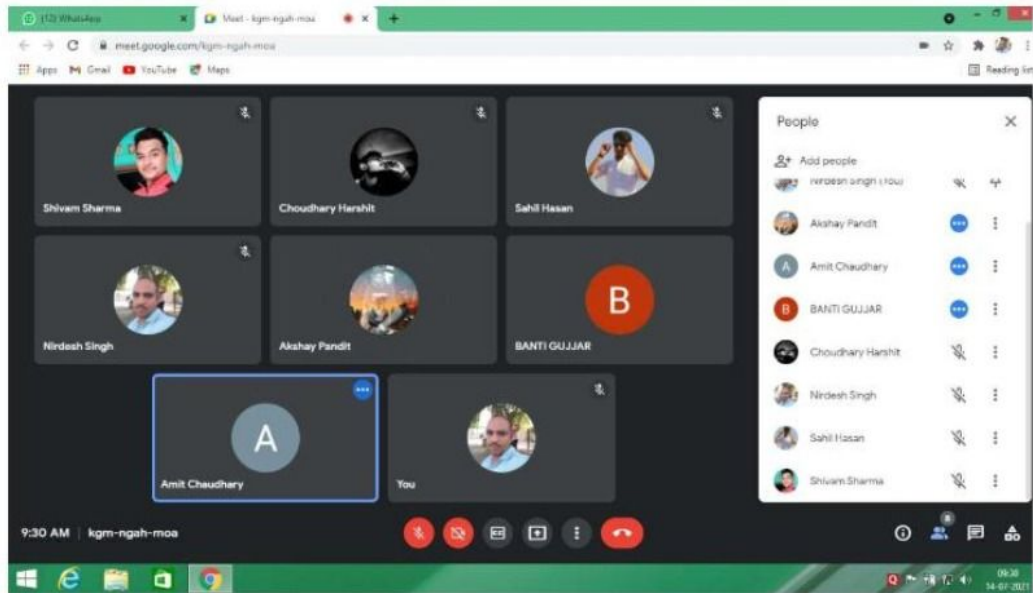 (12) WhatsApp
Meet - kgm-ngah-moa
meet.google.com/kgm-ngah-moa
Apps Gmail YouTube Maps
Reading list
Shivam Sharma
Choudhary Harshit
Sahil Hasan
Nirdesh Singh
Akshay Pandit
B
BANTI GUJJAR
A
Amit Chaudhary
You
People
Add people
Nirdesh Singh (You)
Akshay Pandit
A Amit Chaudhary
B BANTI GUJJAR
Choudhary Harshit
Nirdesh Singh
Sahil Hasan
Shivam Sharma
9:30 AM | kgm-ngah-moa
8
09:30
14-07-2021